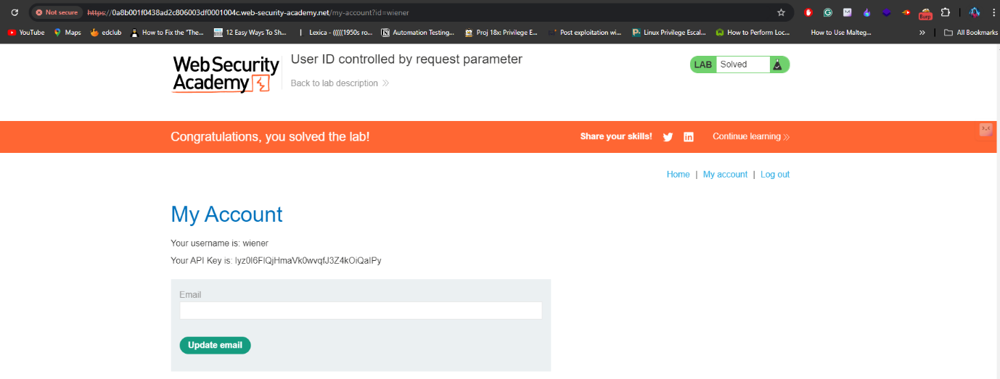 Not secure https://0a8b001f0438ad2c806003df0001004c.web-security-academy.net/my-account?id=wiener
Burp
YouTube Maps edclub How to Fix the "The... 12 Easy Ways To Sh... Lexica - (((((1950s ro... Automation Testing... Proj 18x: Privilege E... Post exploitation wi... Linux Privilege Escal... How to Perform Loc... How to Use Malteg... » All Bookmarks
Web Security
Academy
User ID controlled by request parameter
Back to lab description
LAB Solved
Congratulations, you solved the lab!
Share your skills! Continue learning
Home | My account | Log out
My Account
Your username is: wiener
Your API Key is:
Email
Update email